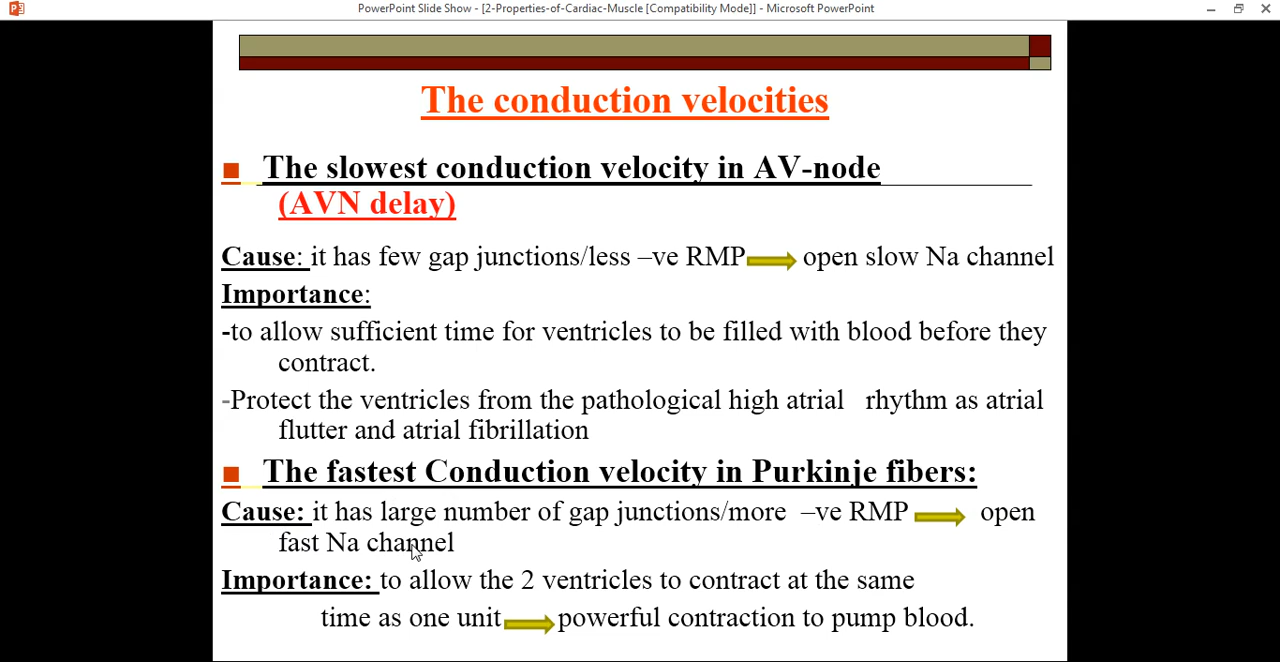 PowerPoint Slide Show - [2-Properties-of-Cardiac-Muscle [Compatibility Mode]] - Microsoft PowerPoint
The conduction velocities
The slowest conduction velocity in AV-node
(AVN delay)
Cause: it has few gap junctions/less –ve RMP open slow Na channel
Importance:
-to allow sufficient time for ventricles to be filled with blood before they
contract.
-Protect the ventricles from the pathological high atrial rhythm as atrial
flutter and atrial fibrillation
The fastest Conduction velocity in Purkinje fibers:
Cause: it has large number of gap junctions/more –ve RMP open
fast Na channel
Importance: to allow the 2 ventricles to contract at the same
time as one unit powerful contraction to pump blood.